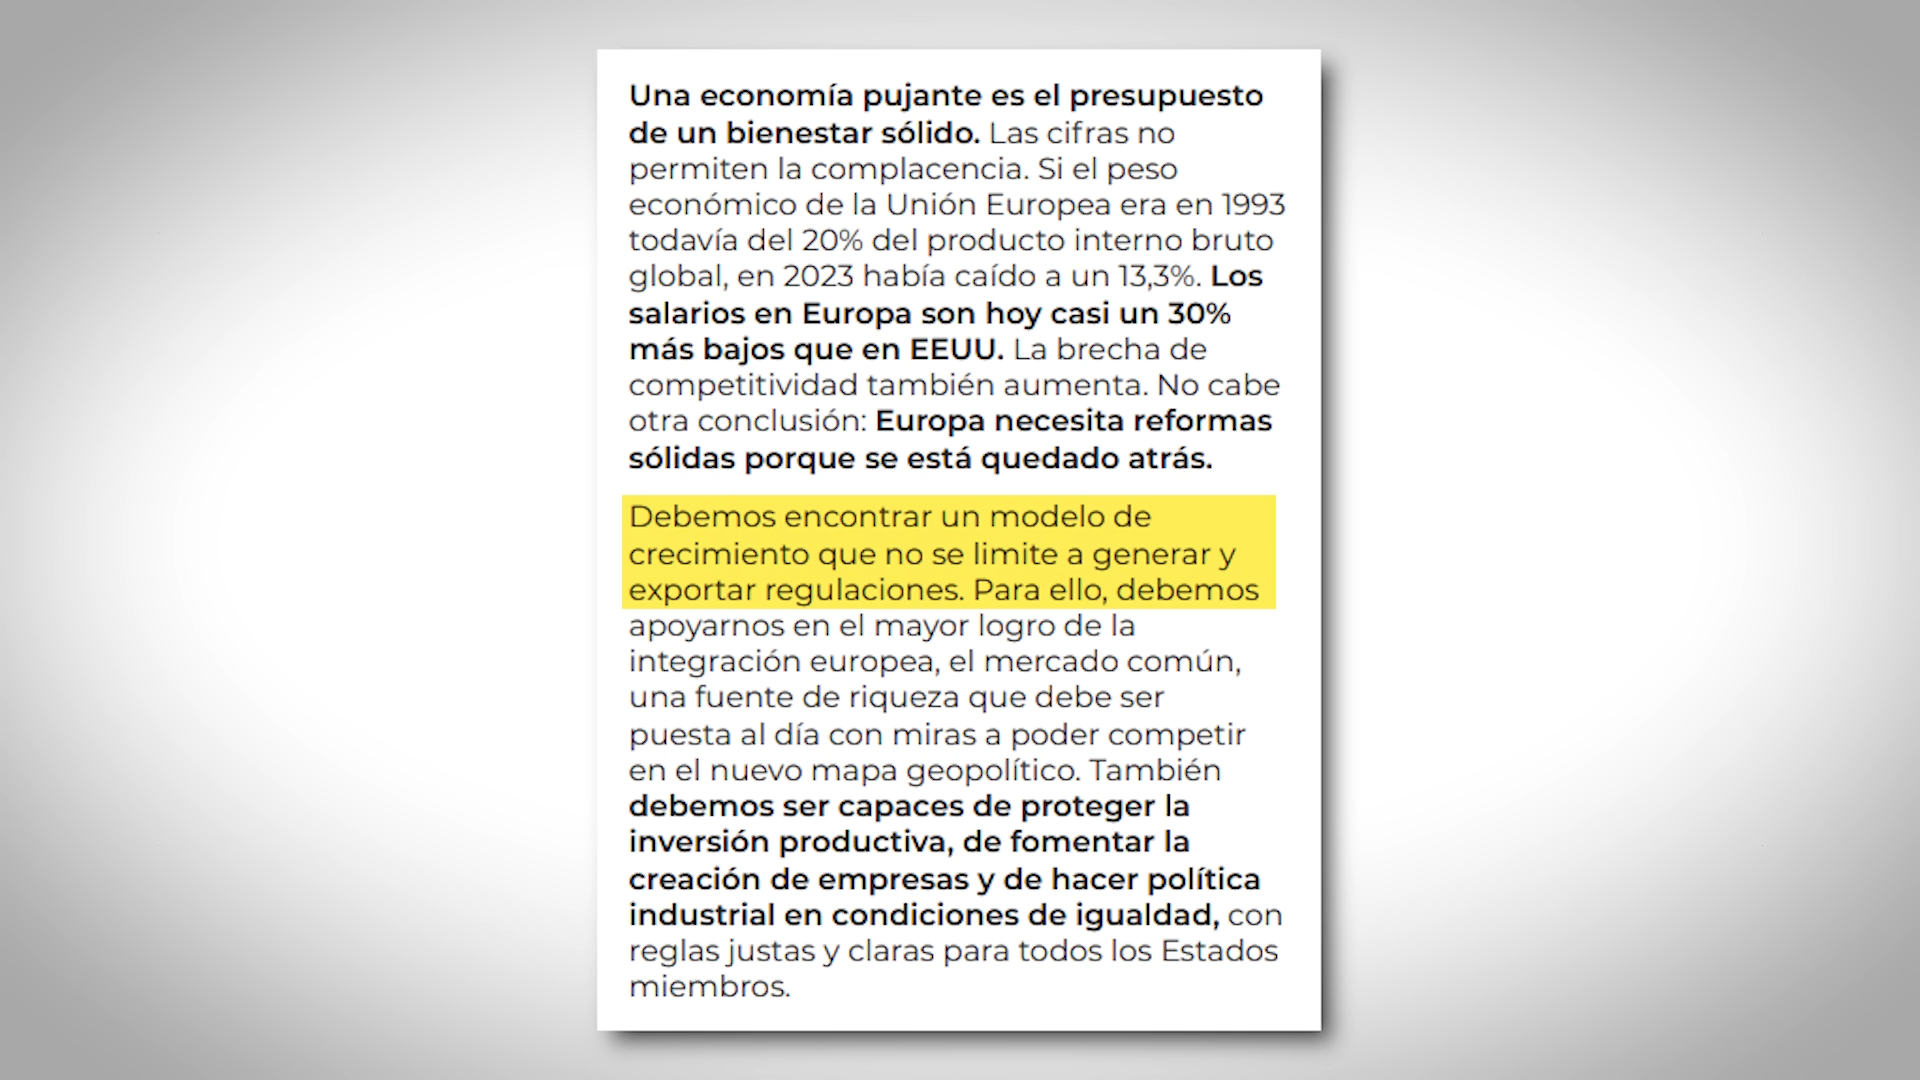 Una economía pujante es el presupuesto
de un bienestar sólido. Las cifras no
permiten la complacencia. Si el peso
económico de la Unión Europea era en 1993
todavía del 20% del producto interno bruto
global, en 2023 había caído a un 13,3%. Los
salarios en Europa son hoy casi un 30%
más bajos que en EEUU. La brecha de
competitividad también aumenta. No cabe
otra conclusión: Europa necesita reformas
sólidas porque se está quedado atrás.
Debemos encontrar un modelo de
crecimiento que no se limite a generar y
exportar regulaciones. Para ello, debemos
apoyarnos en el mayor logro de la
integración europea, el mercado común,
una fuente de riqueza que debe ser
puesta al día con miras a poder competir
en el nuevo mapa geopolítico. También
debemos ser capaces de proteger la
inversión productiva, de fomentar la
creación de empresas y de hacer política
industrial en condiciones de igualdad, con
reglas justas y claras para todos los Estados
miembros.